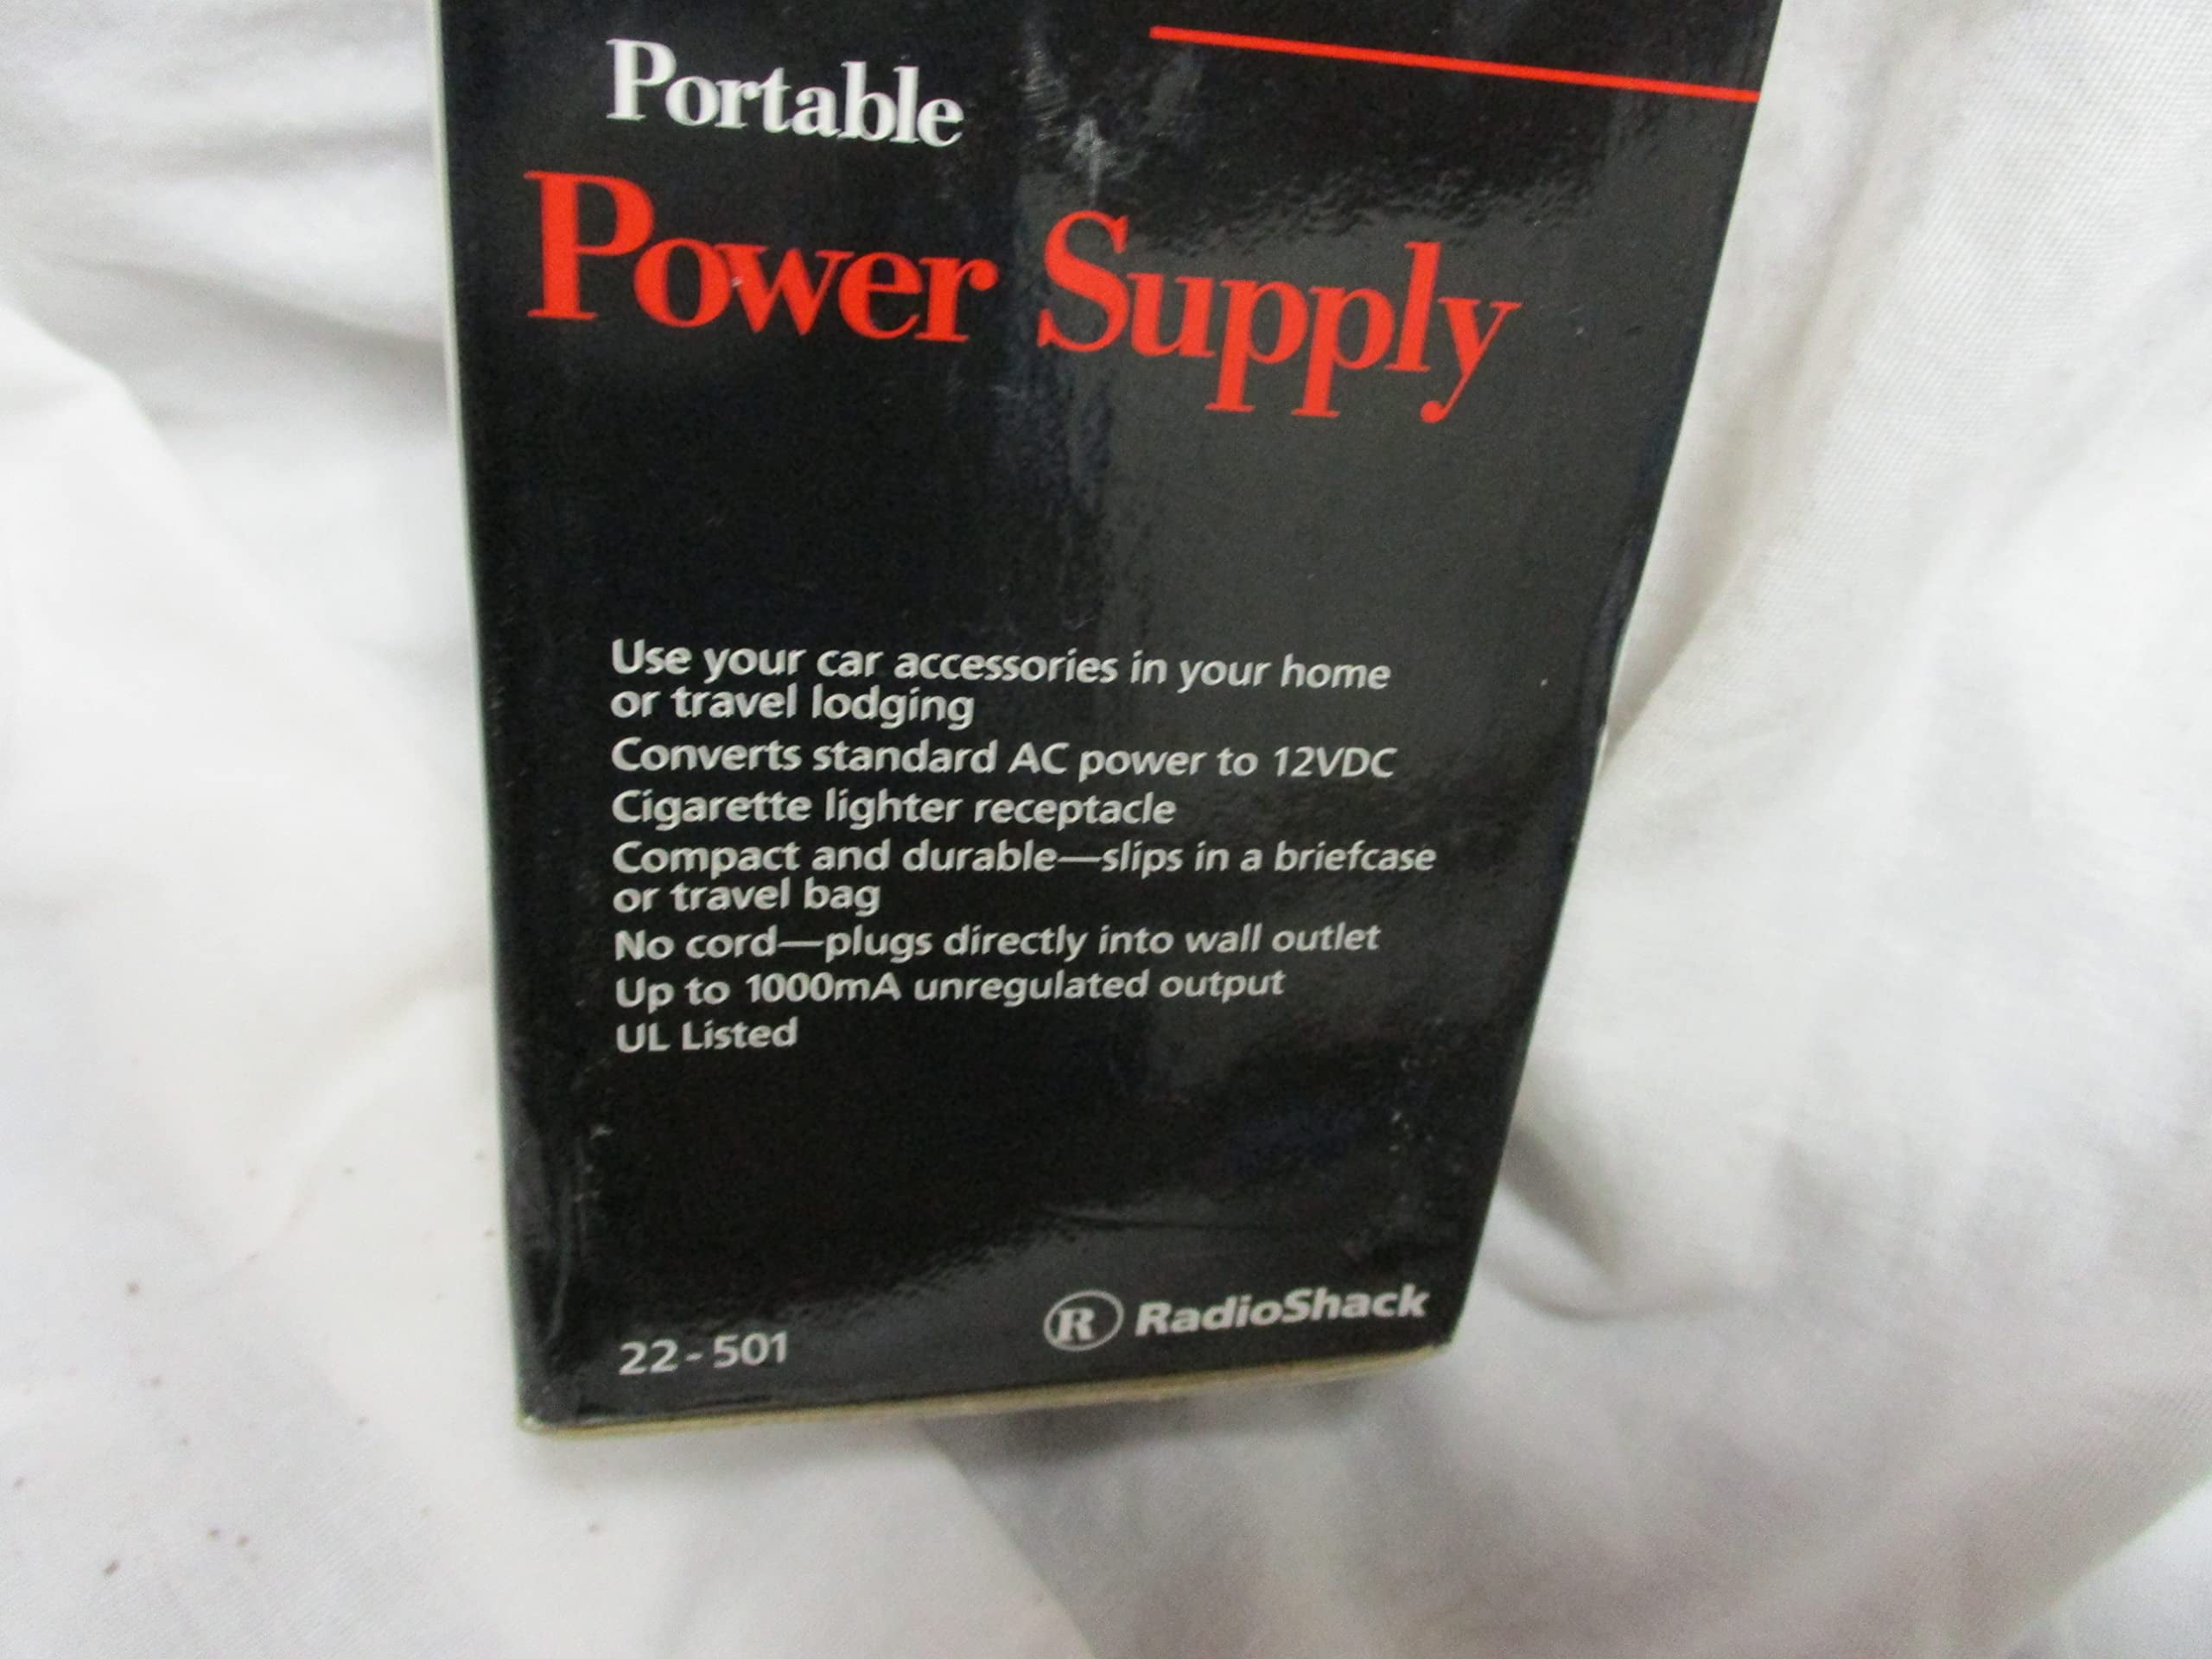 Portable
Power Supply
Use your car accessories in your home
or travel lodging
Converts standard AC power to 12VDC
Cigarette lighter receptacle
Compact and durable—slips in a briefcase
or travel bag
No cord—plugs directly into wall outlet
Up to 1000mA unregulated output
UL Listed
22-501
R RadioShack